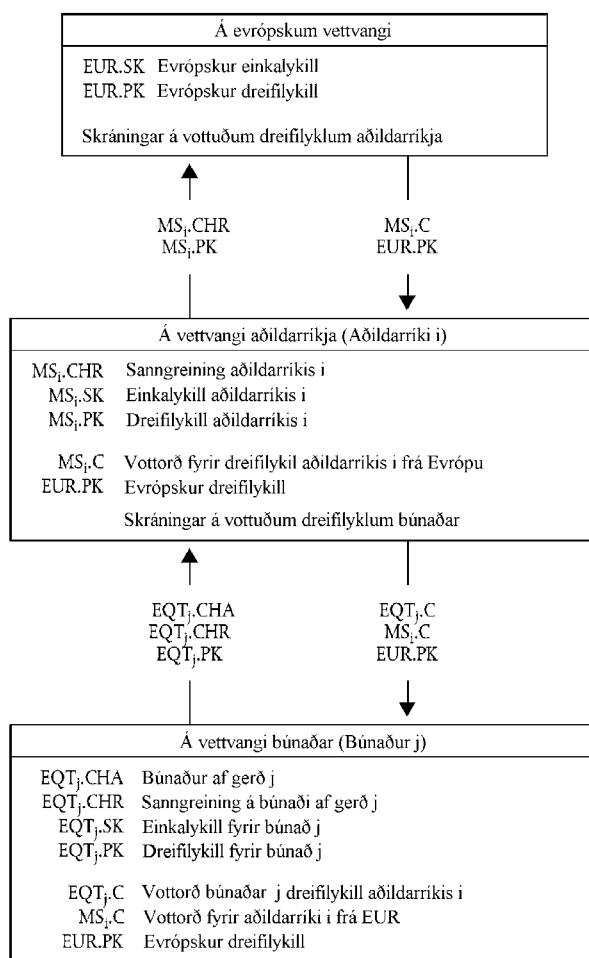 Á evrópskum vettvangi
EUR.SK Evrópskur einkalykill
EUR.PK Evrópskur dreifilykill
Skráningar á vottuðum dreifilyklum aðildarríkja
MSi.CHR
MSi.PK
MSi.C
EUR.PK
Á vettvangi aðildarríkja (Aðildarríki i)
MSi.CHR Sanngreining aðildarríkis i
MSi.SK Einkalykill aðildarríkis i
MSi.PK Dreifilykill aðildarríkis i
MSi.C Vottorð fyrir dreifilykil aðildarríkis i frá Evrópu
EUR.PK Evrópskur dreifilykill
Skráningar á vottuðum dreifilyklum búnaðar
EQTj.CHA
EQTj.CHR
EQTj.PK
EQTj.C
MSi.C
EUR.PK
Á vettvangi búnaðar (Búnaður j)
EQTj.CHA Búnaður af gerð j
EQTj.CHR Sanngreining á búnaði af gerð j
EQTj.SK Einkalykill fyrir búnað j
EQTj.PK Dreifilykill fyrir búnað j
EQTj.C Vottorð búnaðar j dreifilykill aðildarríkis i
MSi.C Vottorð fyrir aðildarríki i frá EUR
EUR.PK Evrópskur dreifilykill